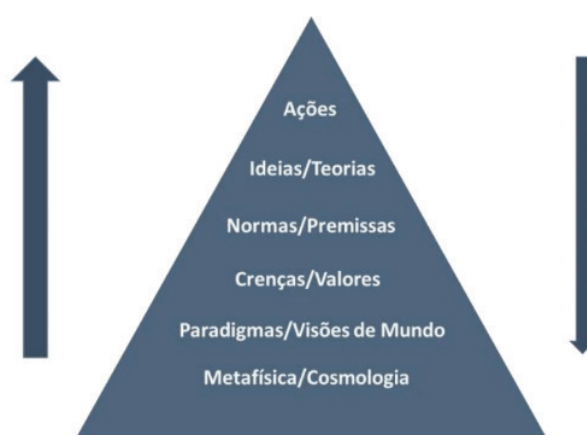 Ações
Ideias/Teorias
Normas/Premissas
Crenças/Valores
Paradigmas/Visões de Mundo
Metafísica/Cosmologia